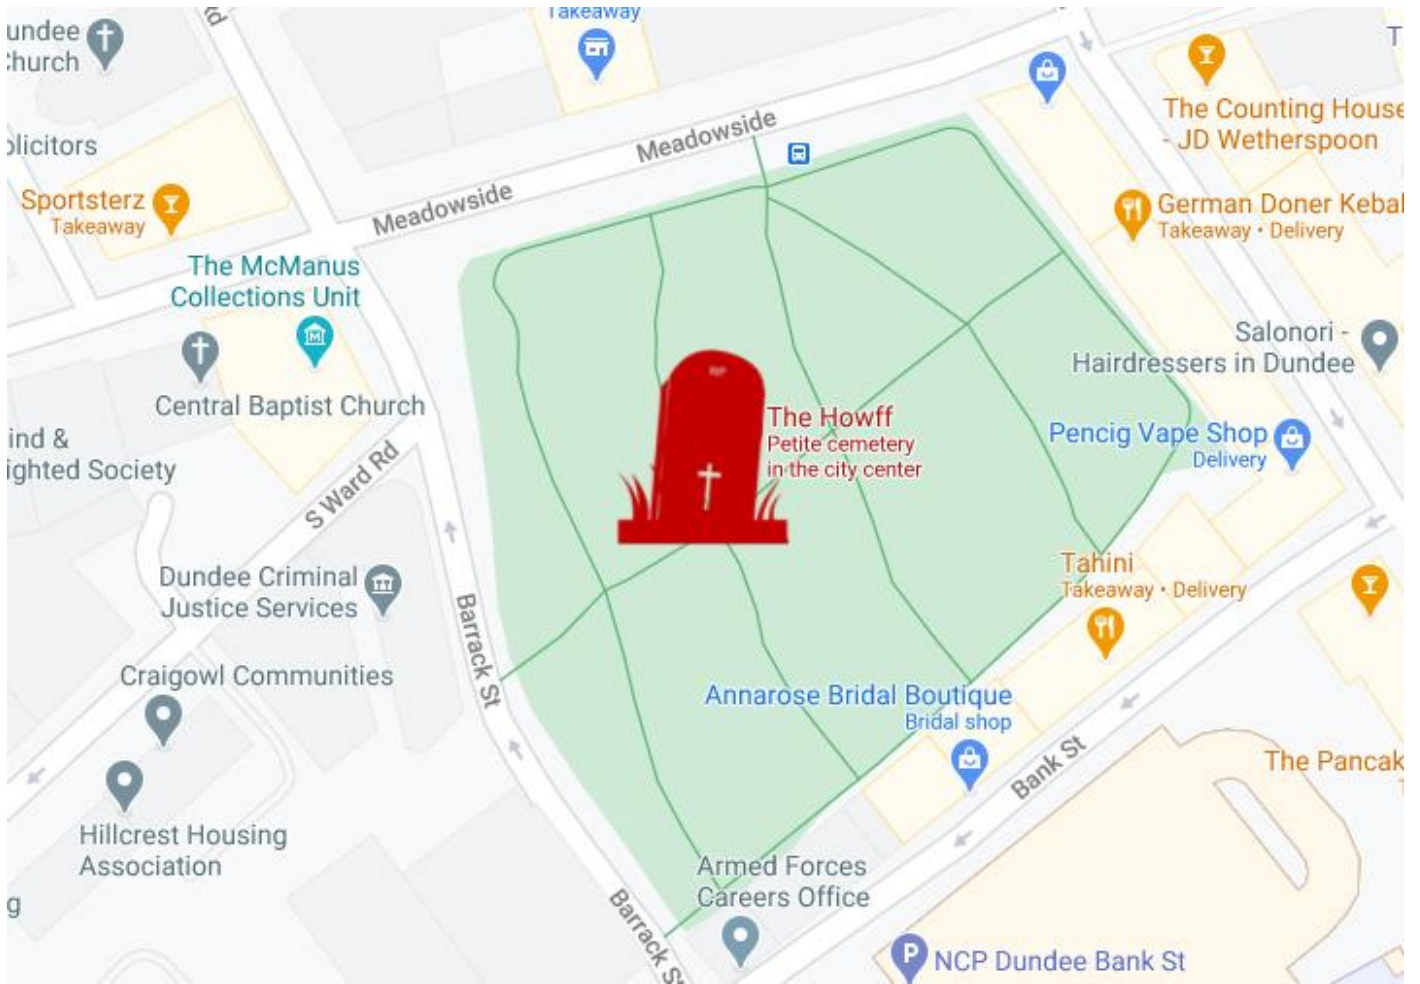 Takeaway
Rd
undee
Church
T
The Counting House
- JD Wetherspoon
Meadowside
olicitors
Sportsterz
Takeaway
Meadowside
German Doner Kebab
Takeaway • Delivery
The McManus
Collections Unit
Salonori -
Hairdressers in Dundee
Central Baptist Church
RIP
The Howff
Petite cemetery
in the city center
ind &
ighted Society
Pencig Vape Shop
Delivery
S Ward Rd
Dundee Criminal
Justice Services
Tahini
Takeaway • Delivery
Barrack St
Craigowl Communities
Annarose Bridal Boutique
Bridal shop
Bank St
The Pancak
Hillcrest Housing
Association
Armed Forces
Careers Office
g
Barrack St
P
NCP Dundee Bank St